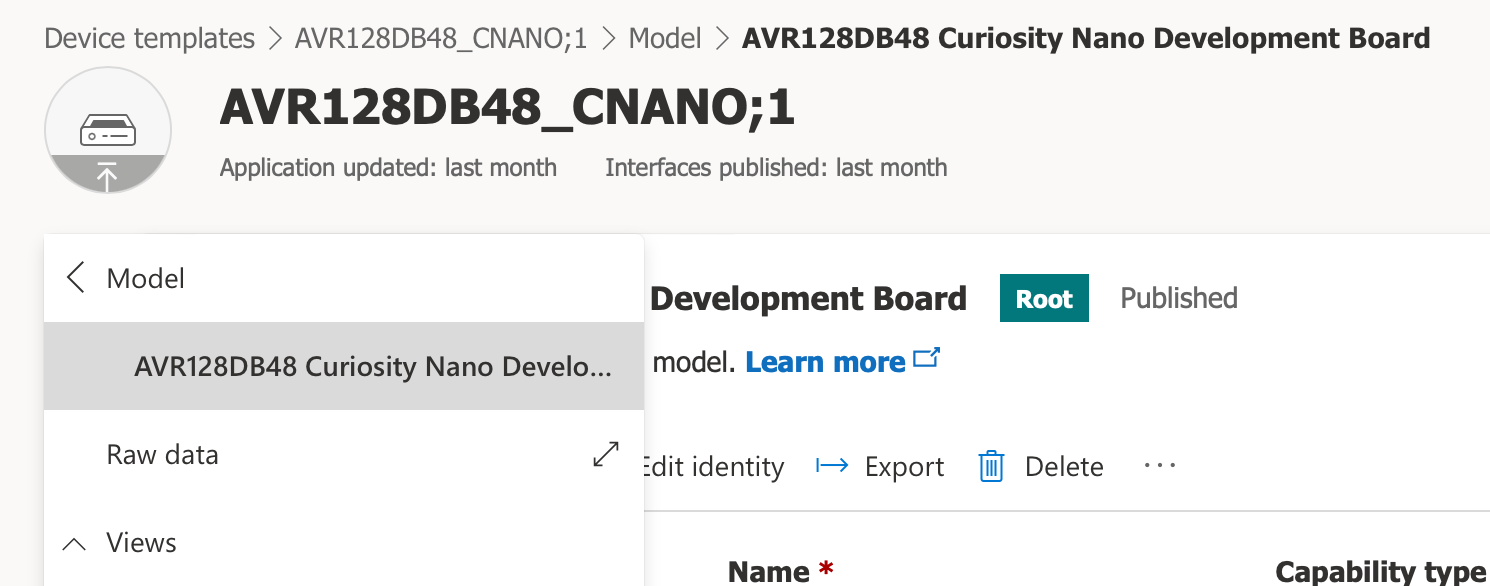 Device templates > AVR128DB48_CNANO;1 > Model > AVR128DB48 Curiosity Nano Development Board
AVR128DB48_CNANO;1
Application updated: last month Interfaces published: last month
Model
Development Board Root Published
model. Learn more
AVR128DB48 Curiosity Nano Develo...
Raw data
Edit identity Export Delete ...
Views
Name * Capability type